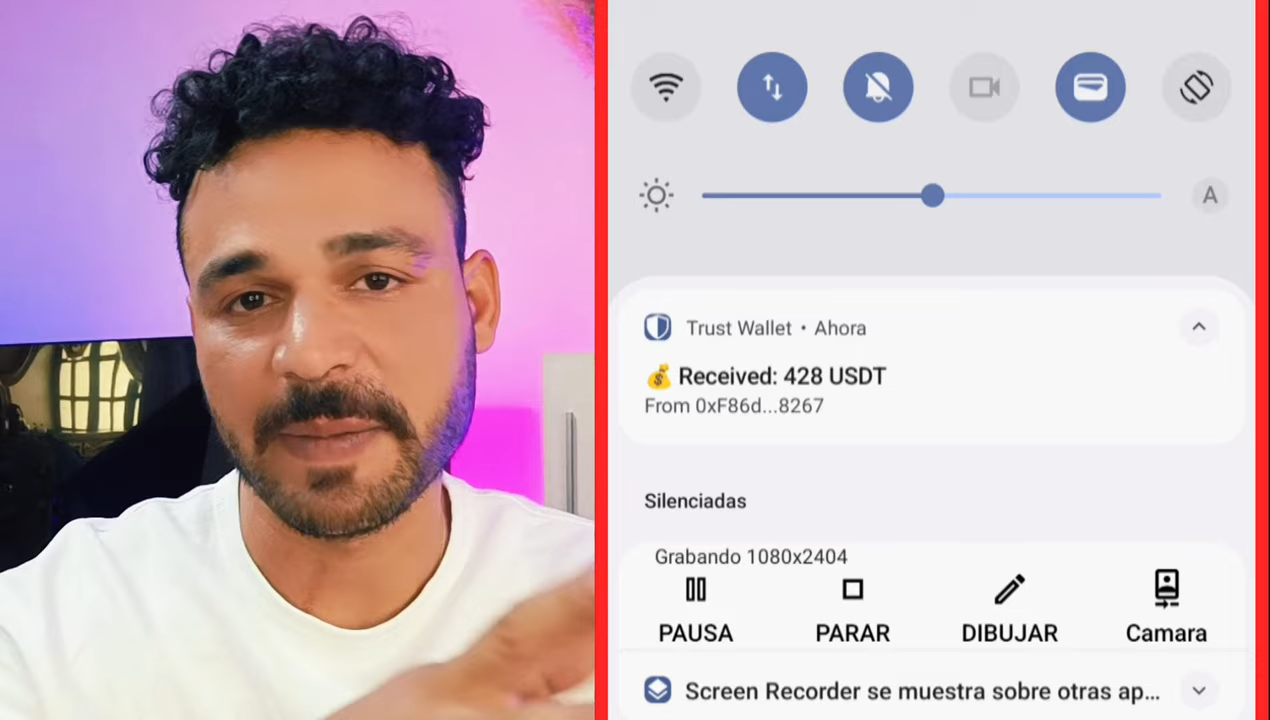 A
Trust Wallet • Ahora
💰 Received: 428 USDT
From 0xF86d...8267
Silenciadas
Grabando 1080x2404
PAUSA PARAR DIBUJAR Camara
Screen Recorder se muestra sobre otras ap...